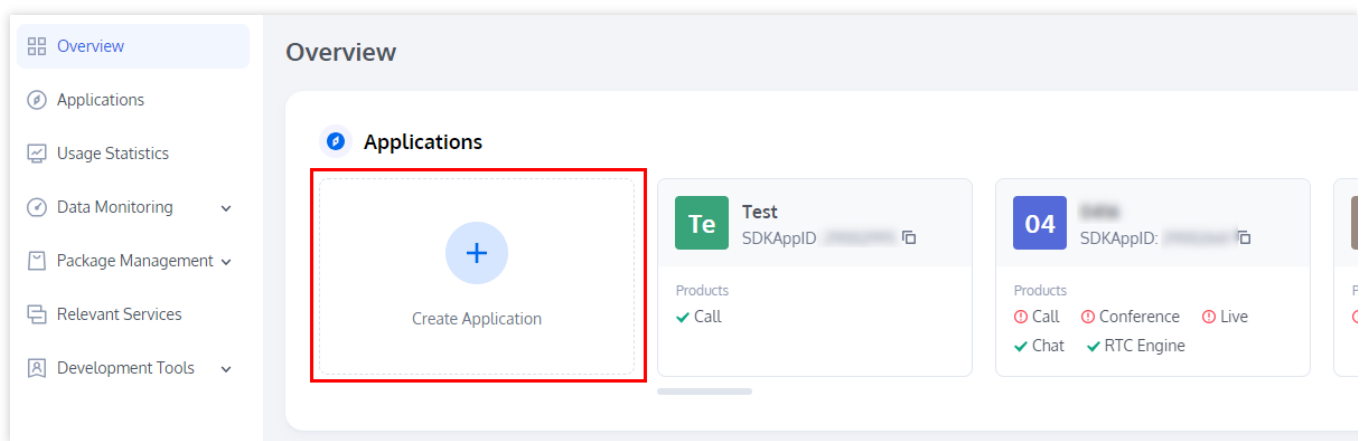 Overview
Applications
Usage Statistics
Data Monitoring
Package Management
Relevant Services
Development Tools
Overview
Applications
Create Application
Te
Test
SDKAppID
Products
Call
04
SDKAppID:
Products
Call Conference Live
Chat RTC Engine